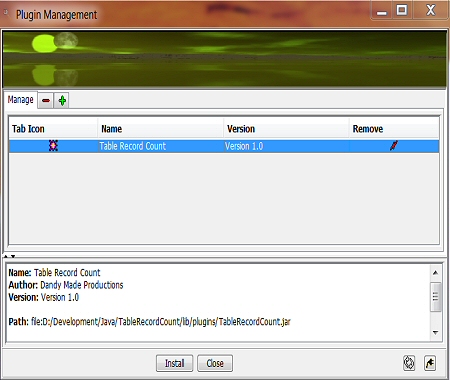 Plugin Management
Manage
Tab Icon Name Version Remove
Table Record Count Version 1.0
Name: Table Record Count
Author: Dandy Made Productions
Version: Version 1.0
Path: file:D:/Development/Java/TableRecordCount/lib/plugins/TableRecordCount.jar
Install Close